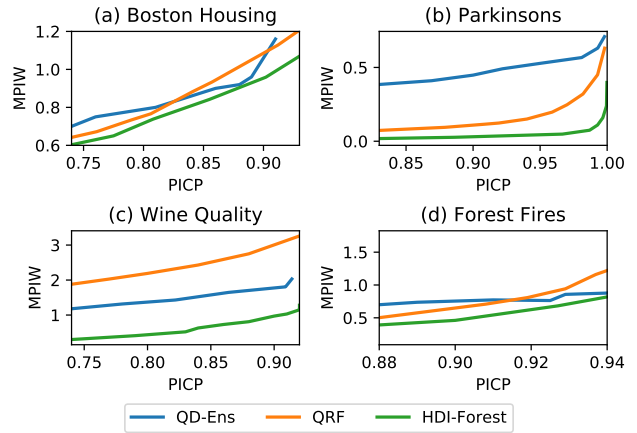 (a) Boston Housing
(b) Parkinsons
1.2
1.0
0.8
0.6
MPIW
0.75 0.80 0.85 0.90
PICP
0.5
0.0
MPIW
0.85 0.90 0.95 1.00
PICP
(c) Wine Quality
(d) Forest Fires
3
2
1
MPIW
0.75 0.80 0.85 0.90
PICP
1.5
1.0
0.5
MPIW
0.88 0.90 0.92 0.94
PICP
QD-Ens QRF HDI-Forest